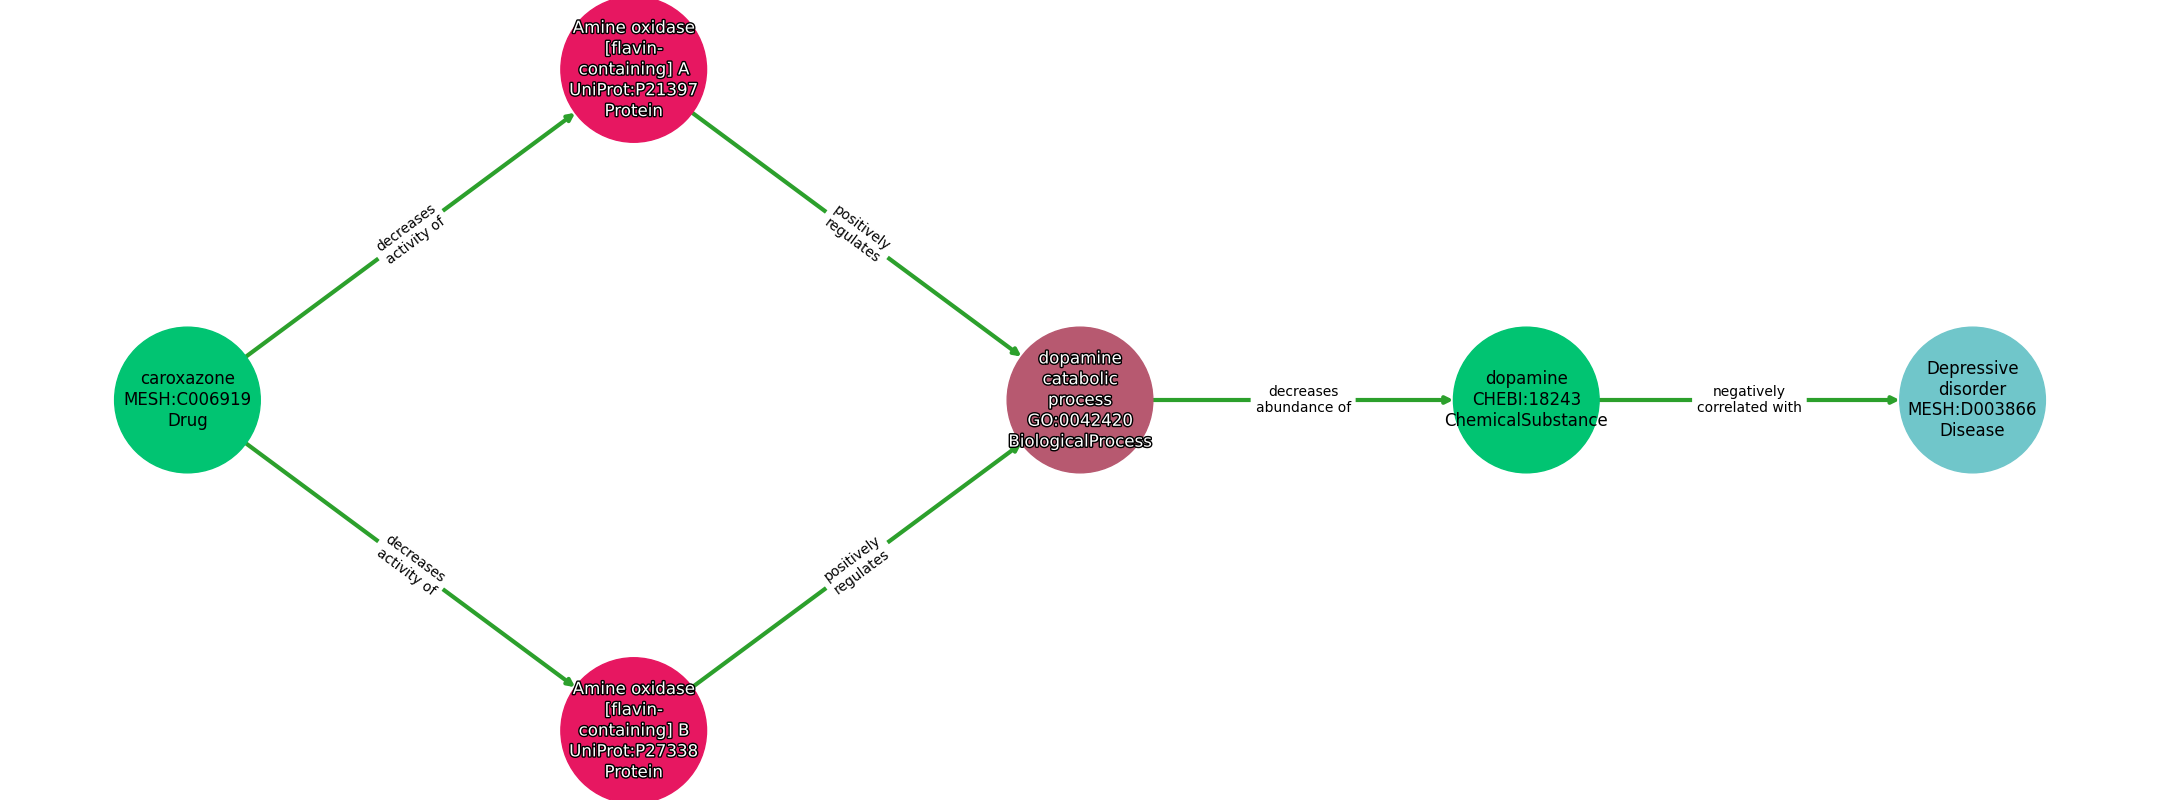 Amine oxidase
[flavin-
containing] A
UniProt:P21397
Protein
decreases
activity of
positively
regulates
caroxazone
MESH:C006919
Drug
dopamine
catabolic
process
GO:0042420
BiologicalProcess
decreases
abundance of
dopamine
CHEBI:18243
ChemicalSubstance
negatively
correlated with
Depressive
disorder
MESH:D003866
Disease
decreases
activity of
positively
regulates
Amine oxidase
[flavin-
containing] B
UniProt:P27338
Protein